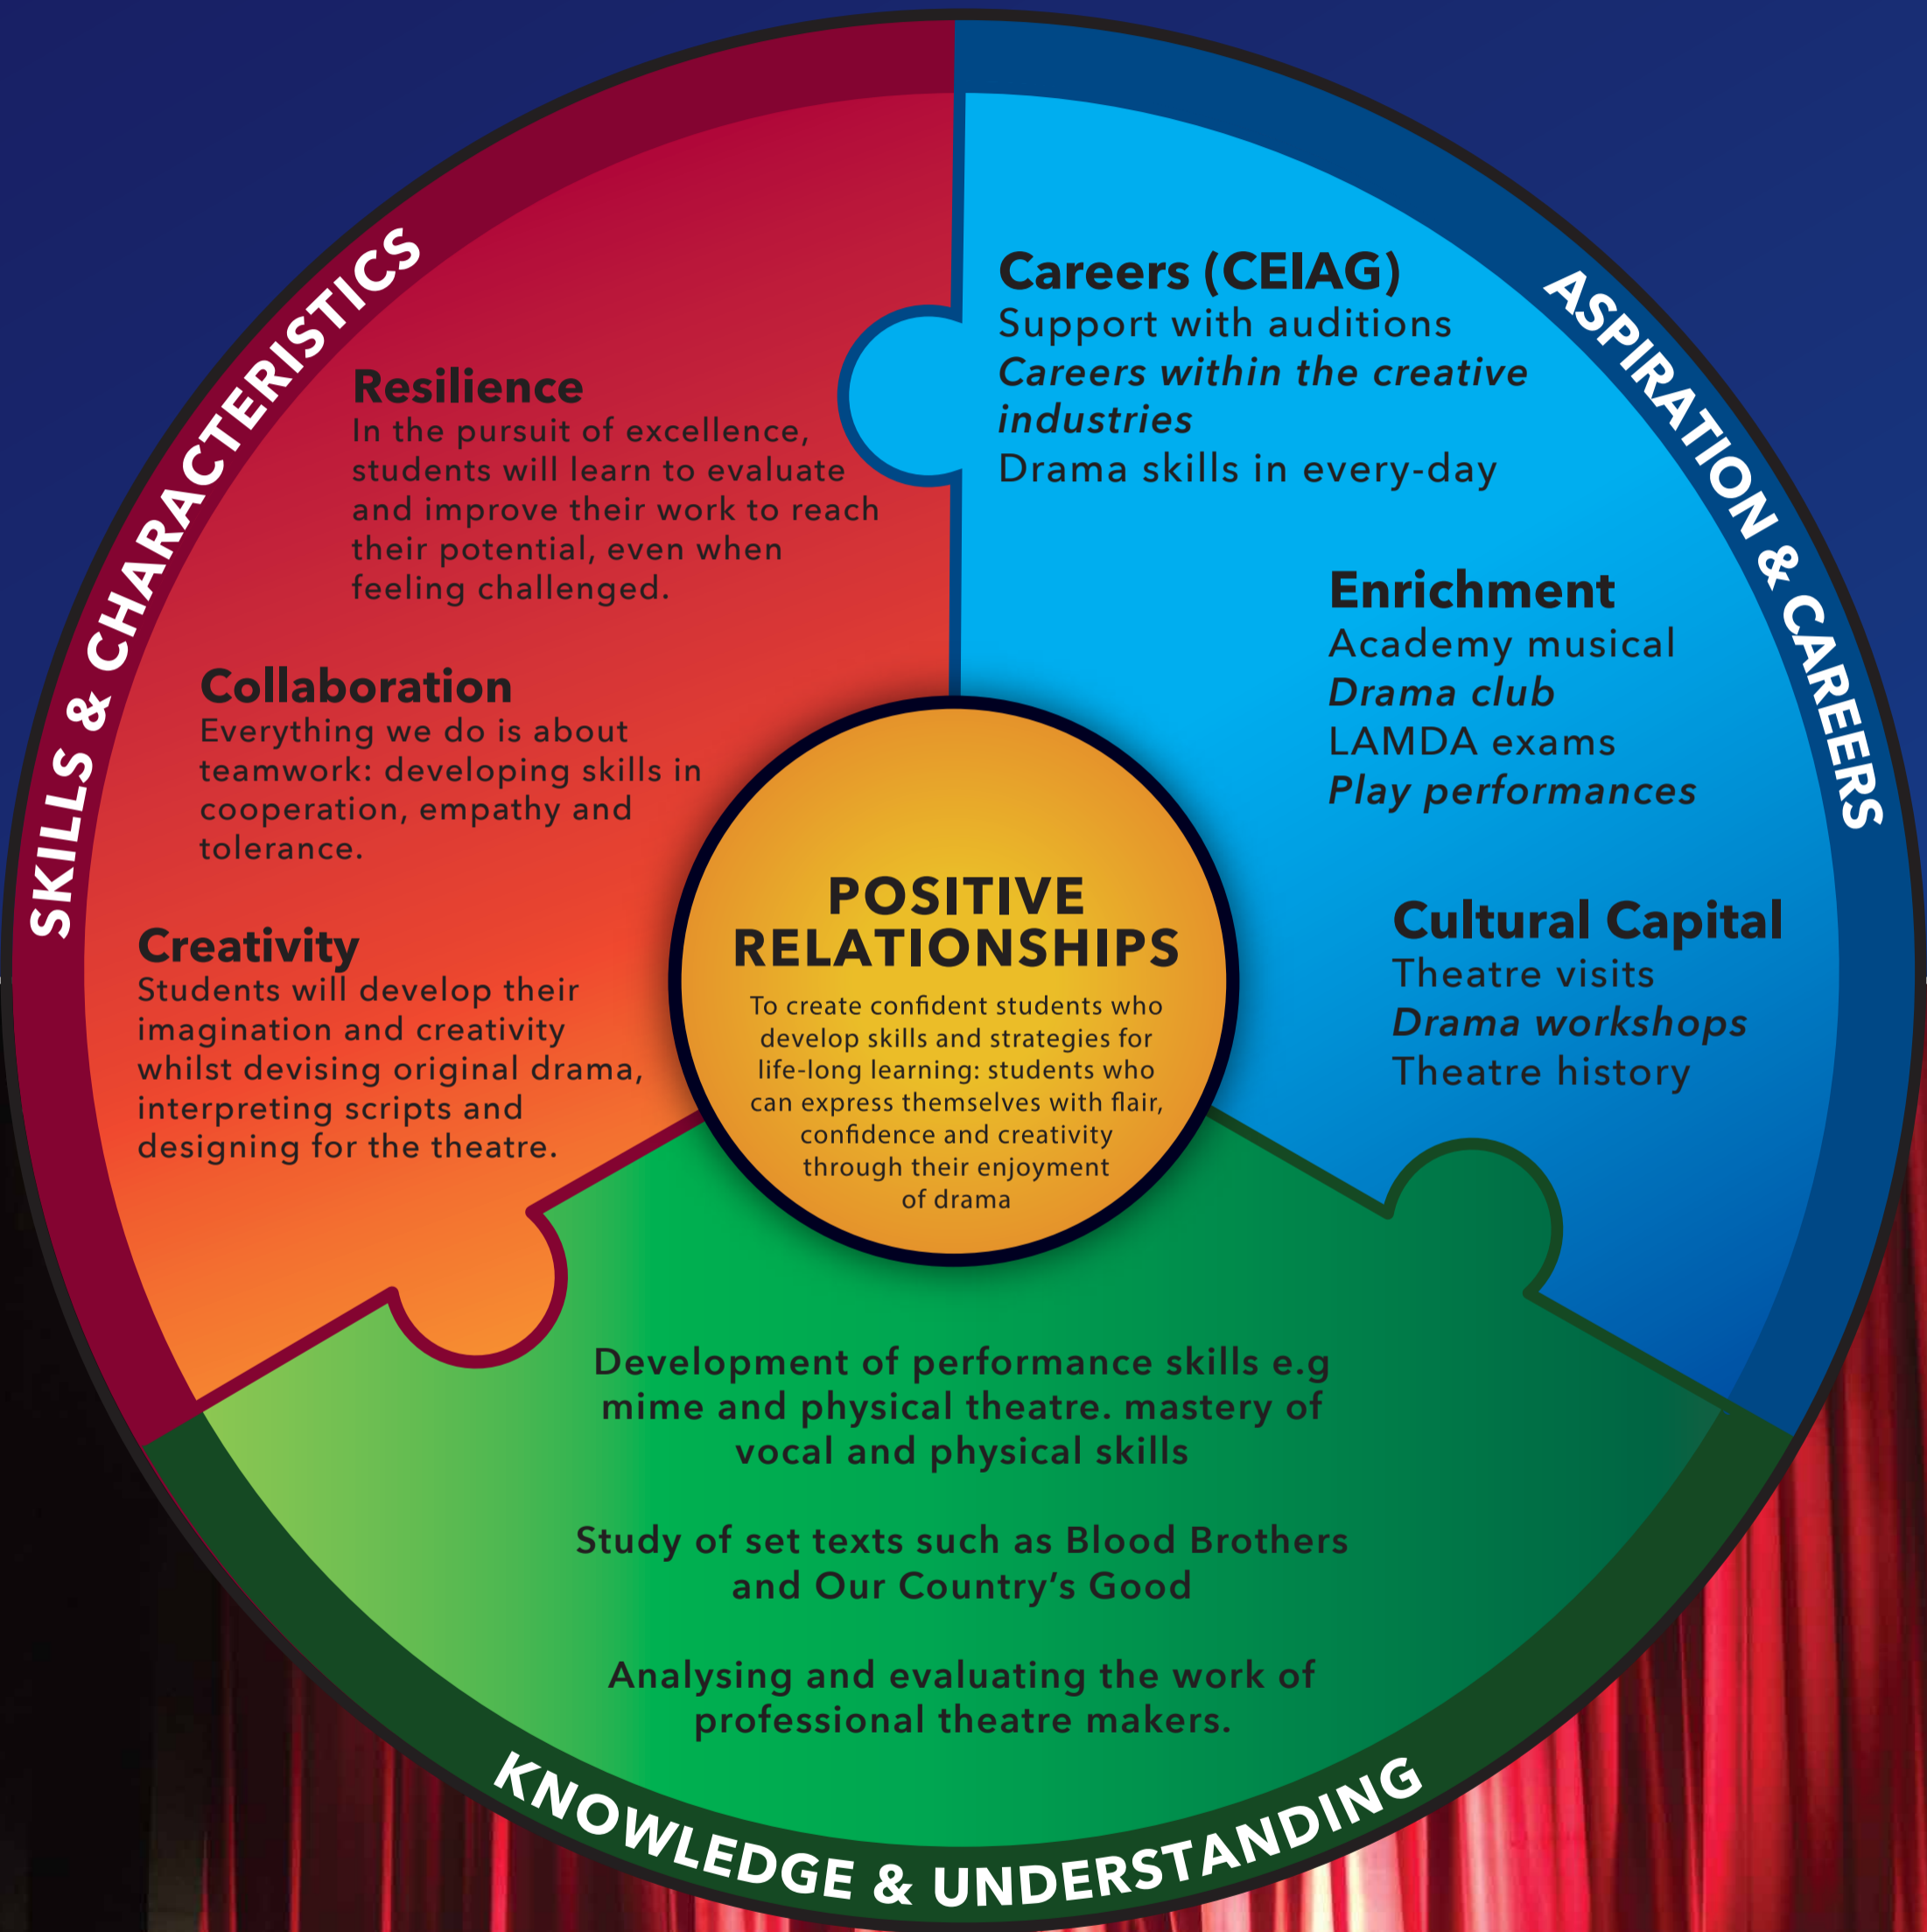 SKILLS & CHARACTERISTICS
Resilience
In the pursuit of excellence,
students will learn to evaluate
and improve their work to reach
their potential, even when
feeling challenged.
Collaboration
Everything we do is about
teamwork: developing skills in
cooperation, empathy and
tolerance.
Creativity
Students will develop their
imagination and creativity
whilst devising original drama,
interpreting scripts and
designing for the theatre.
ASPIRATION & CAREERS
Careers (CEIAG)
Support with auditions
Careers within the creative
industries
Drama skills in every-day
Enrichment
Academy musical
Drama club
LAMDA exams
Play performances
Cultural Capital
Theatre visits
Drama workshops
Theatre history
POSITIVE
RELATIONSHIPS
To create confident students who
develop skills and strategies for
life-long learning: students who
can express themselves with flair,
confidence and creativity
through their enjoyment
of drama
Development of performance skills e.g
mime and physical theatre. mastery of
vocal and physical skills
Study of set texts such as Blood Brothers
and Our Country's Good
Analysing and evaluating the work of
professional theatre makers.
KNOWLEDGE & UNDERSTANDING